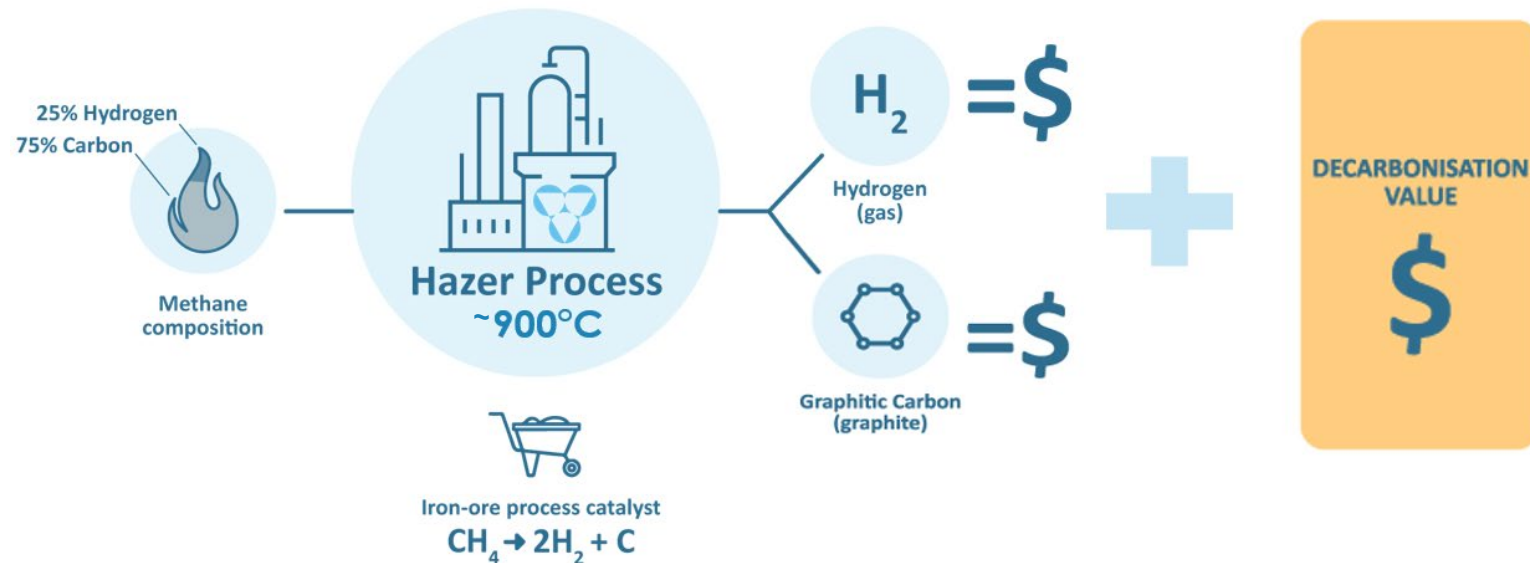 25% Hydrogen
75% Carbon
Methane
composition
Hazer Process
~900°C
Iron-ore process catalyst
CH₄ → 2H₂ + C
H₂
=$
Hydrogen
(gas)
=$
Graphitic Carbon
(graphite)
DECARBONISATION
VALUE
$